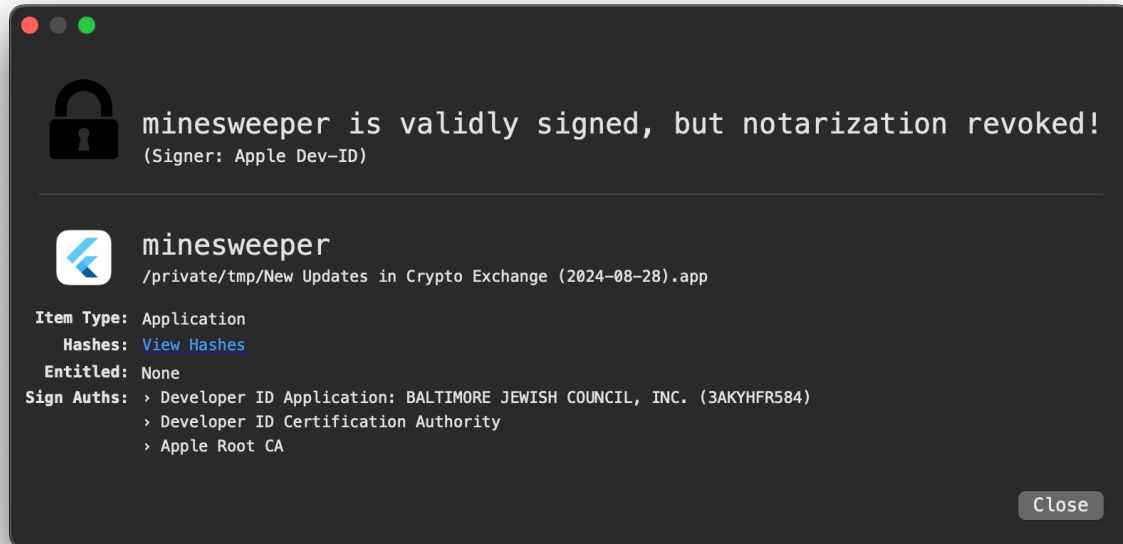 minesweeper is validly signed, but notarization revoked!
(Signer: Apple Dev-ID)
minesweeper
/private/tmp/New Updates in Crypto Exchange (2024-08-28).app
Item Type: Application
Hashes: View Hashes
Entitled: None
Sign Auths: › Developer ID Application: BALTIMORE JEWISH COUNCIL, INC. (3AKYHFR584)
› Developer ID Certification Authority
› Apple Root CA
Close